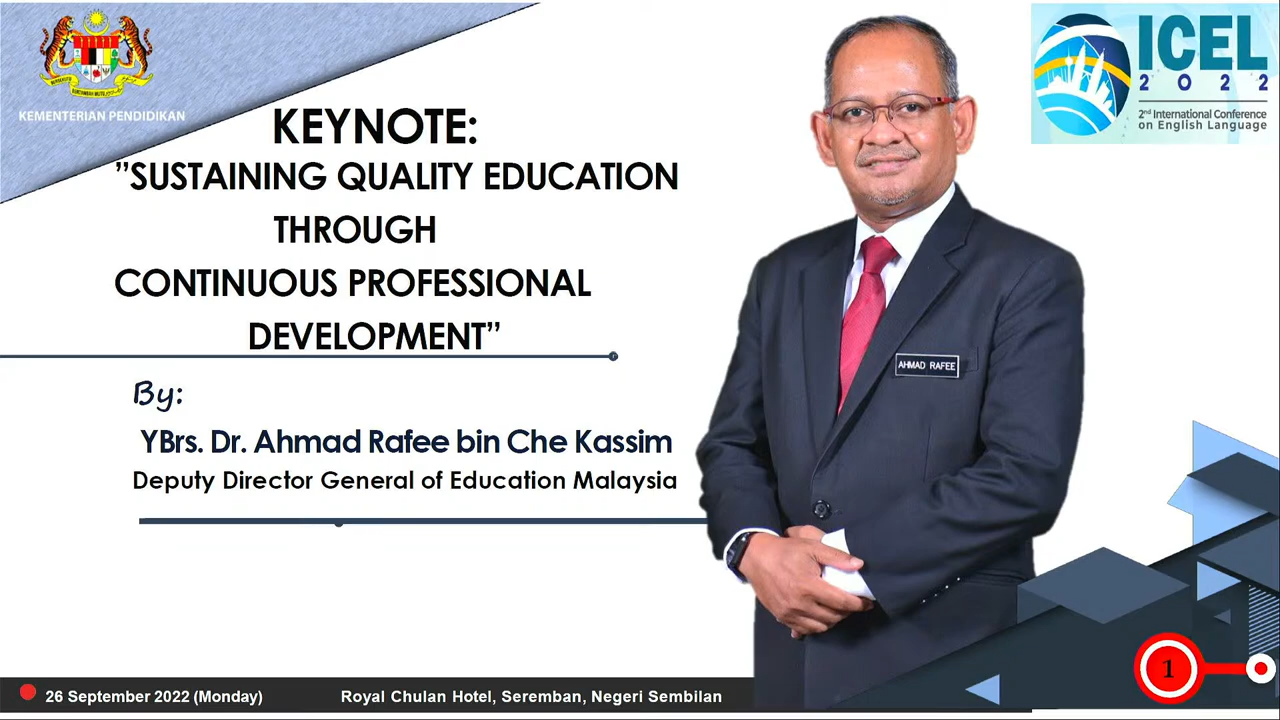 KEMENTERIAN PENDIDIKAN
ICEL
2022
2nd International Conference
on English Language
KEYNOTE:
”SUSTAINING QUALITY EDUCATION
THROUGH
CONTINUOUS PROFESSIONAL
DEVELOPMENT”
By:
YBrs. Dr. Ahmad Rafee bin Che Kassim
Deputy Director General of Education Malaysia
AHMAD RAFEE
1
26 September 2022 (Monday)
Royal Chulan Hotel, Seremban, Negeri Sembilan